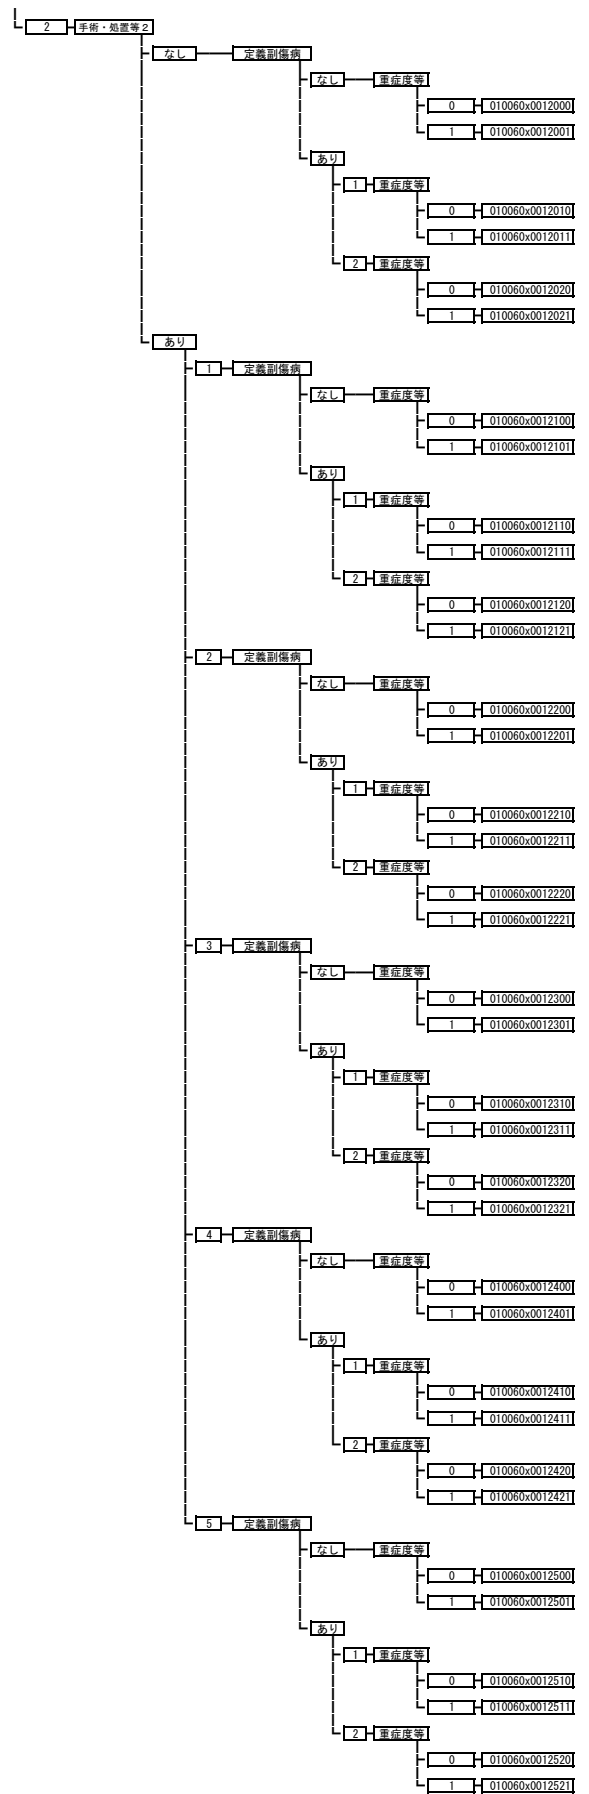 2 手術・処置等２
なし 定義副傷病
なし 重症度等
0 010060x0012000
1 010060x0012001
あり
1 重症度等
0 010060x0012010
1 010060x0012011
2 重症度等
0 010060x0012020
1 010060x0012021
あり
1 定義副傷病
なし 重症度等
0 010060x0012100
1 010060x0012101
あり
1 重症度等
0 010060x0012110
1 010060x0012111
2 重症度等
0 010060x0012120
1 010060x0012121
2 定義副傷病
なし 重症度等
0 010060x0012200
1 010060x0012201
あり
1 重症度等
0 010060x0012210
1 010060x0012211
2 重症度等
0 010060x0012220
1 010060x0012221
3 定義副傷病
なし 重症度等
0 010060x0012300
1 010060x0012301
あり
1 重症度等
0 010060x0012310
1 010060x0012311
2 重症度等
0 010060x0012320
1 010060x0012321
4 定義副傷病
なし 重症度等
0 010060x0012400
1 010060x0012401
あり
1 重症度等
0 010060x0012410
1 010060x0012411
2 重症度等
0 010060x0012420
1 010060x0012421
5 定義副傷病
なし 重症度等
0 010060x0012500
1 010060x0012501
あり
1 重症度等
0 010060x0012510
1 010060x0012511
2 重症度等
0 010060x0012520
1 010060x0012521